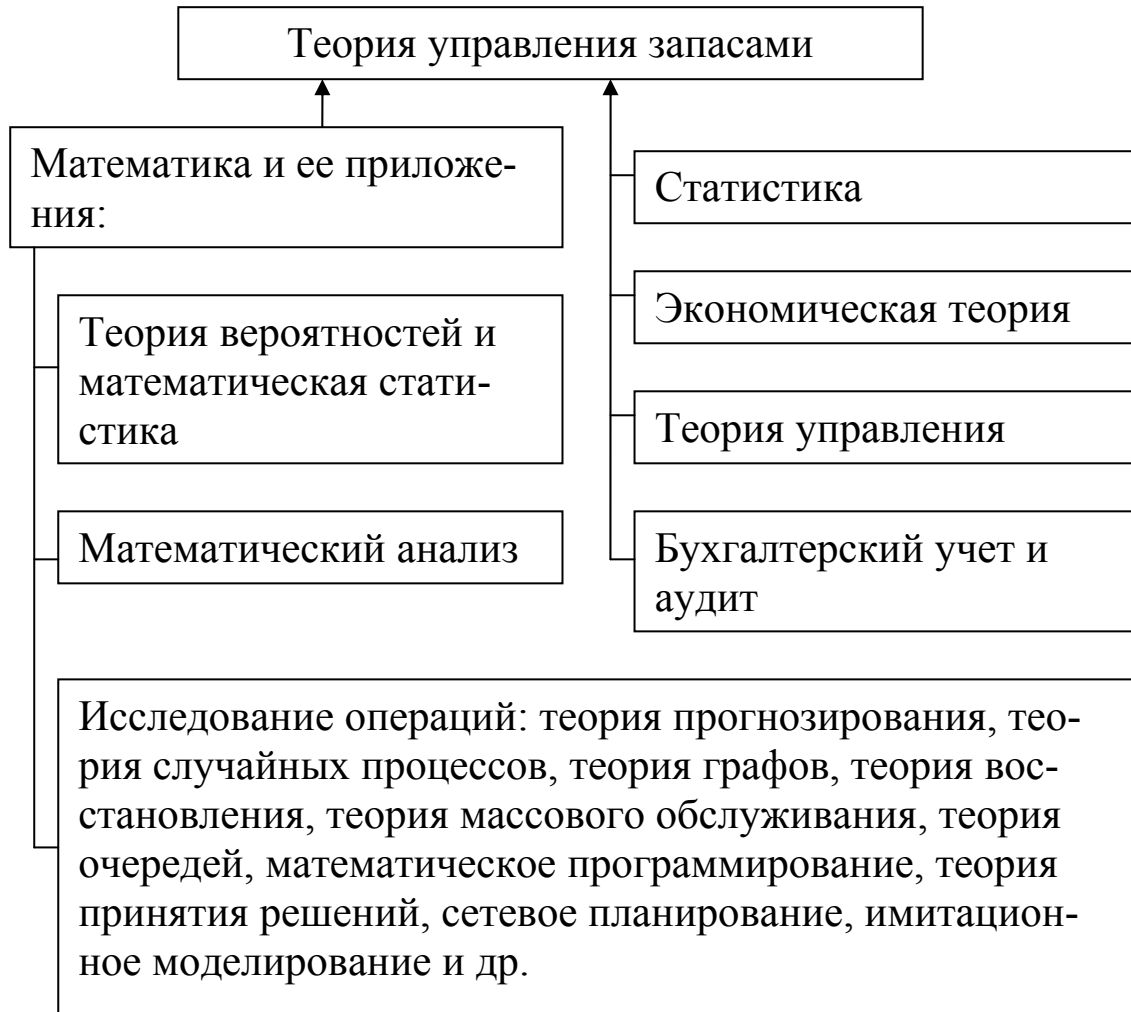 Теория управления запасами
Математика и ее приложе-
ния:
Теория вероятностей и
математическая стати-
стика
Математический анализ
Статистика
Экономическая теория
Теория управления
Бухгалтерский учет и
аудит
Исследование операций: теория прогнозирования, тео-
рия случайных процессов, теория графов, теория вос-
становления, теория массового обслуживания, теория
очередей, математическое программирование, теория
принятия решений, сетевое планирование, имитацион-
ное моделирование и др.